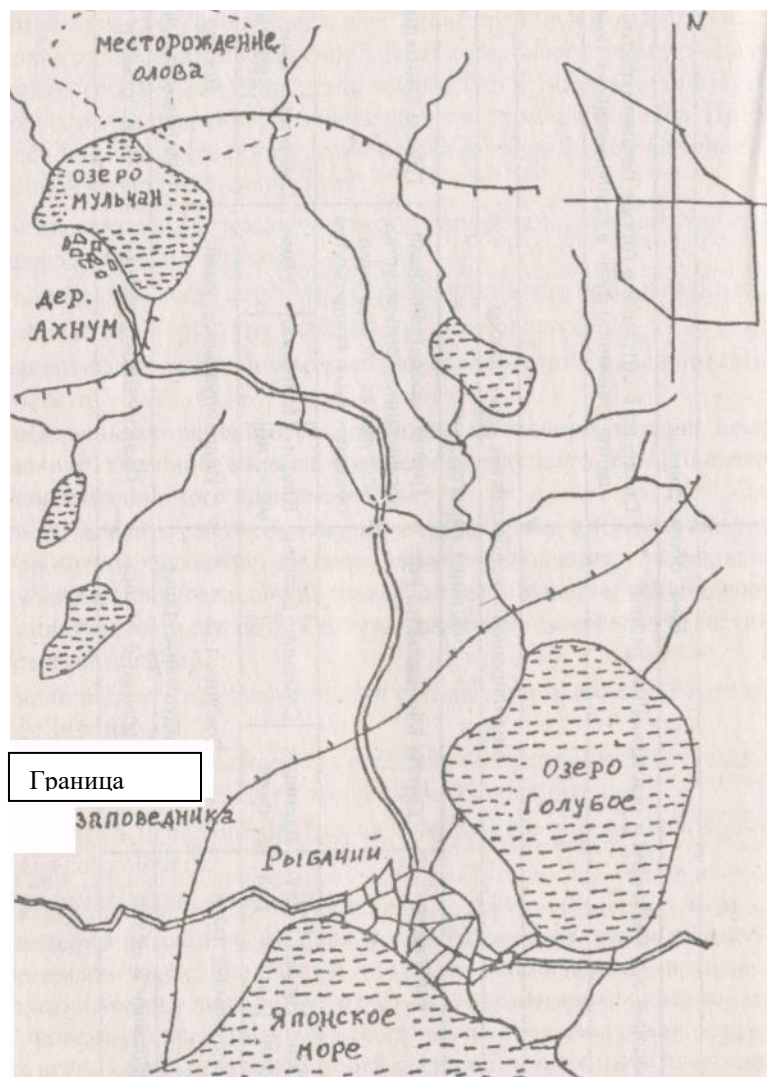 месторождение
олова
N
озеро
Мульчан
дер.
Ахнум
Граница
заповедника
Озеро
Голубое
Рыбачий
Японское
море